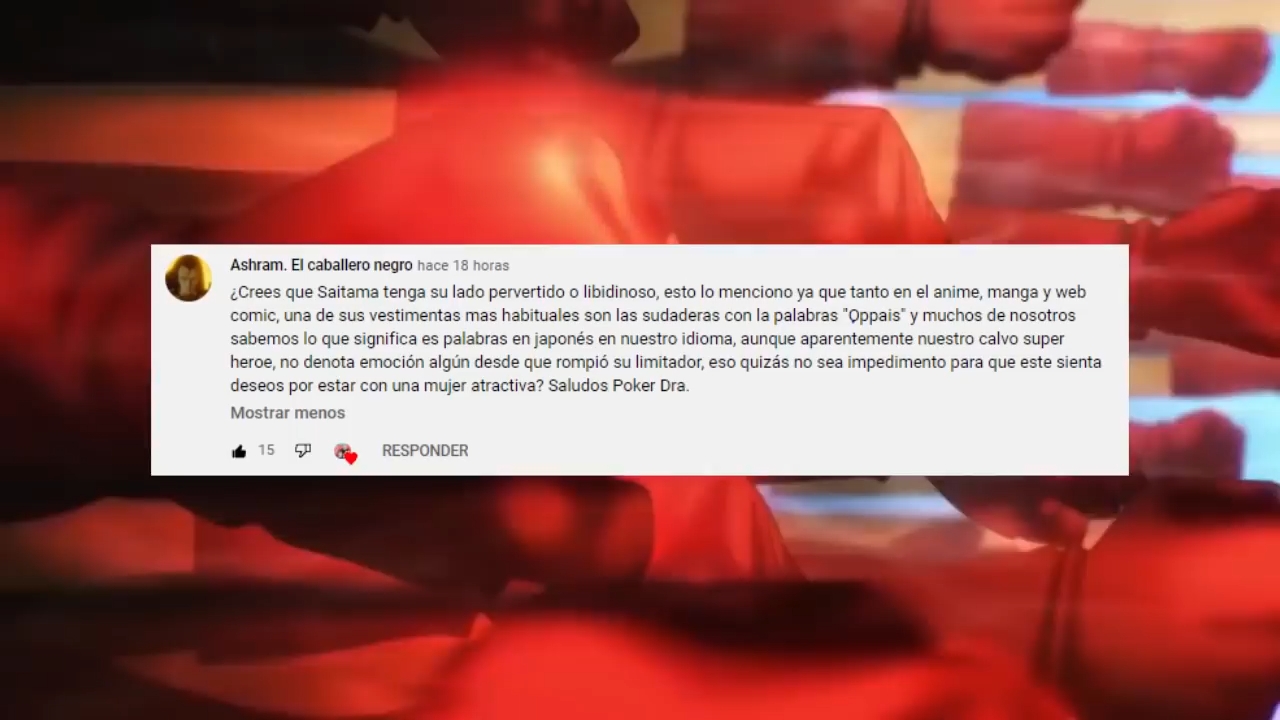 Ashram. El caballero negro hace 18 horas
¿Crees que Saitama tenga su lado pervertido o libidinoso, esto lo menciono ya que tanto en el anime, manga y web
comic, una de sus vestimentas mas habituales son las sudaderas con la palabras "Oppais" y muchos de nosotros
sabemos lo que significa es palabras en japonés en nuestro idioma, aunque aparentemente nuestro calvo super
heroe, no denota emoción algún desde que rompió su limitador, eso quizás no sea impedimento para que este sienta
deseos por estar con una mujer atractiva? Saludos Poker Dra.
Mostrar menos
15 RESPONDER